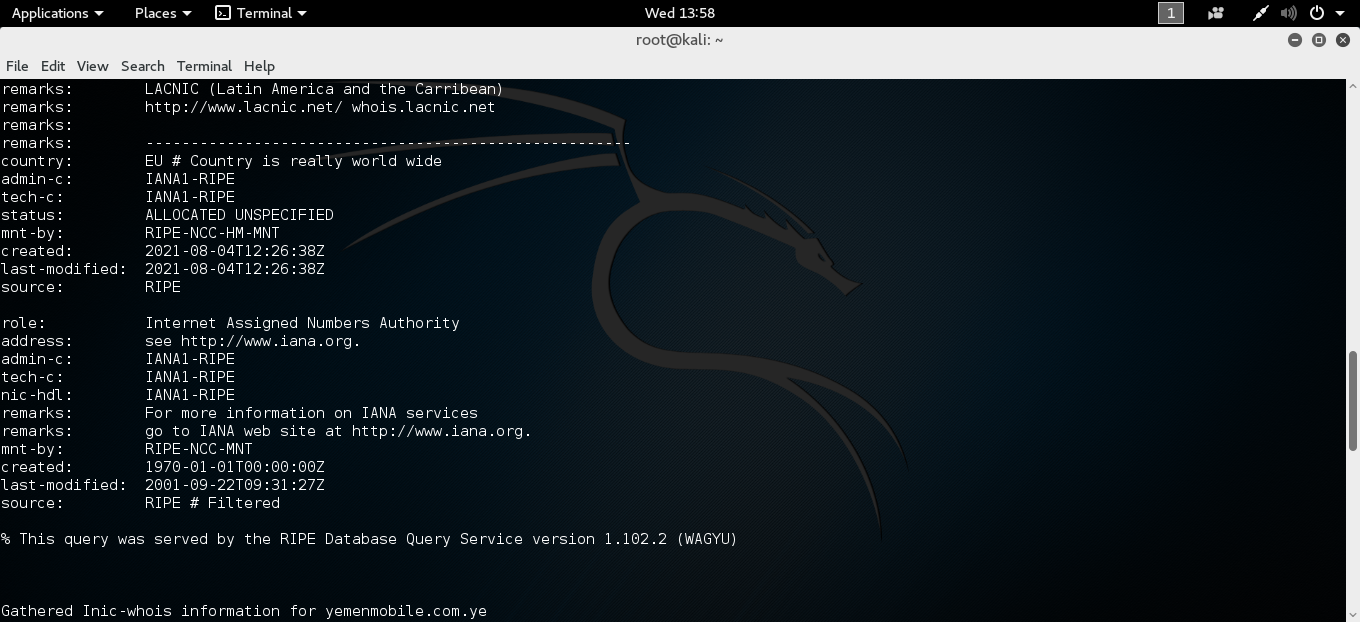 Applications Places Terminal Wed 13:58 1
root@kali: ~
File Edit View Search Terminal Help
remarks: LACNIC (Latin America and the Carribean)
remarks: http://www.lacnic.net/ whois.lacnic.net
remarks:
remarks: ------------------------------------------------------
country: EU # Country is really world wide
admin-c: IANA1-RIPE
tech-c: IANA1-RIPE
status: ALLOCATED UNSPECIFIED
mnt-by: RIPE-NCC-HM-MNT
created: 2021-08-04T12:26:38Z
last-modified: 2021-08-04T12:26:38Z
source: RIPE
role: Internet Assigned Numbers Authority
address: see http://www.iana.org.
admin-c: IANA1-RIPE
tech-c: IANA1-RIPE
nic-hdl: IANA1-RIPE
remarks: For more information on IANA services
remarks: go to IANA web site at http://www.iana.org.
mnt-by: RIPE-NCC-MNT
created: 1970-01-01T00:00:00Z
last-modified: 2001-09-22T09:31:27Z
source: RIPE # Filtered
% This query was served by the RIPE Database Query Service version 1.102.2 (WAGYU)
Gathered Inic-whois information for yemenmobile.com.ye